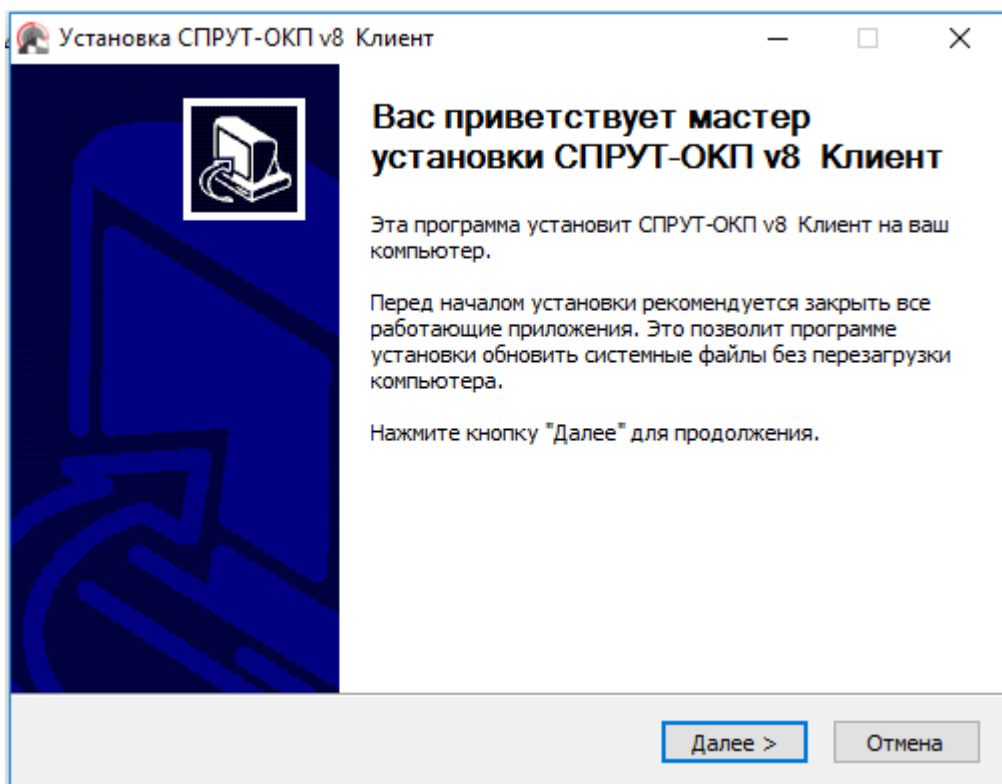 Установка СПРУТ-ОКП v8 Клиент
Вас приветствует мастер
установки СПРУТ-ОКП v8 Клиент
Эта программа установит СПРУТ-ОКП v8 Клиент на ваш
компьютер.
Перед началом установки рекомендуется закрыть все
работающие приложения. Это позволит программе
установки обновить системные файлы без перезагрузки
компьютера.
Нажмите кнопку "Далее" для продолжения.
Далее >
Отмена